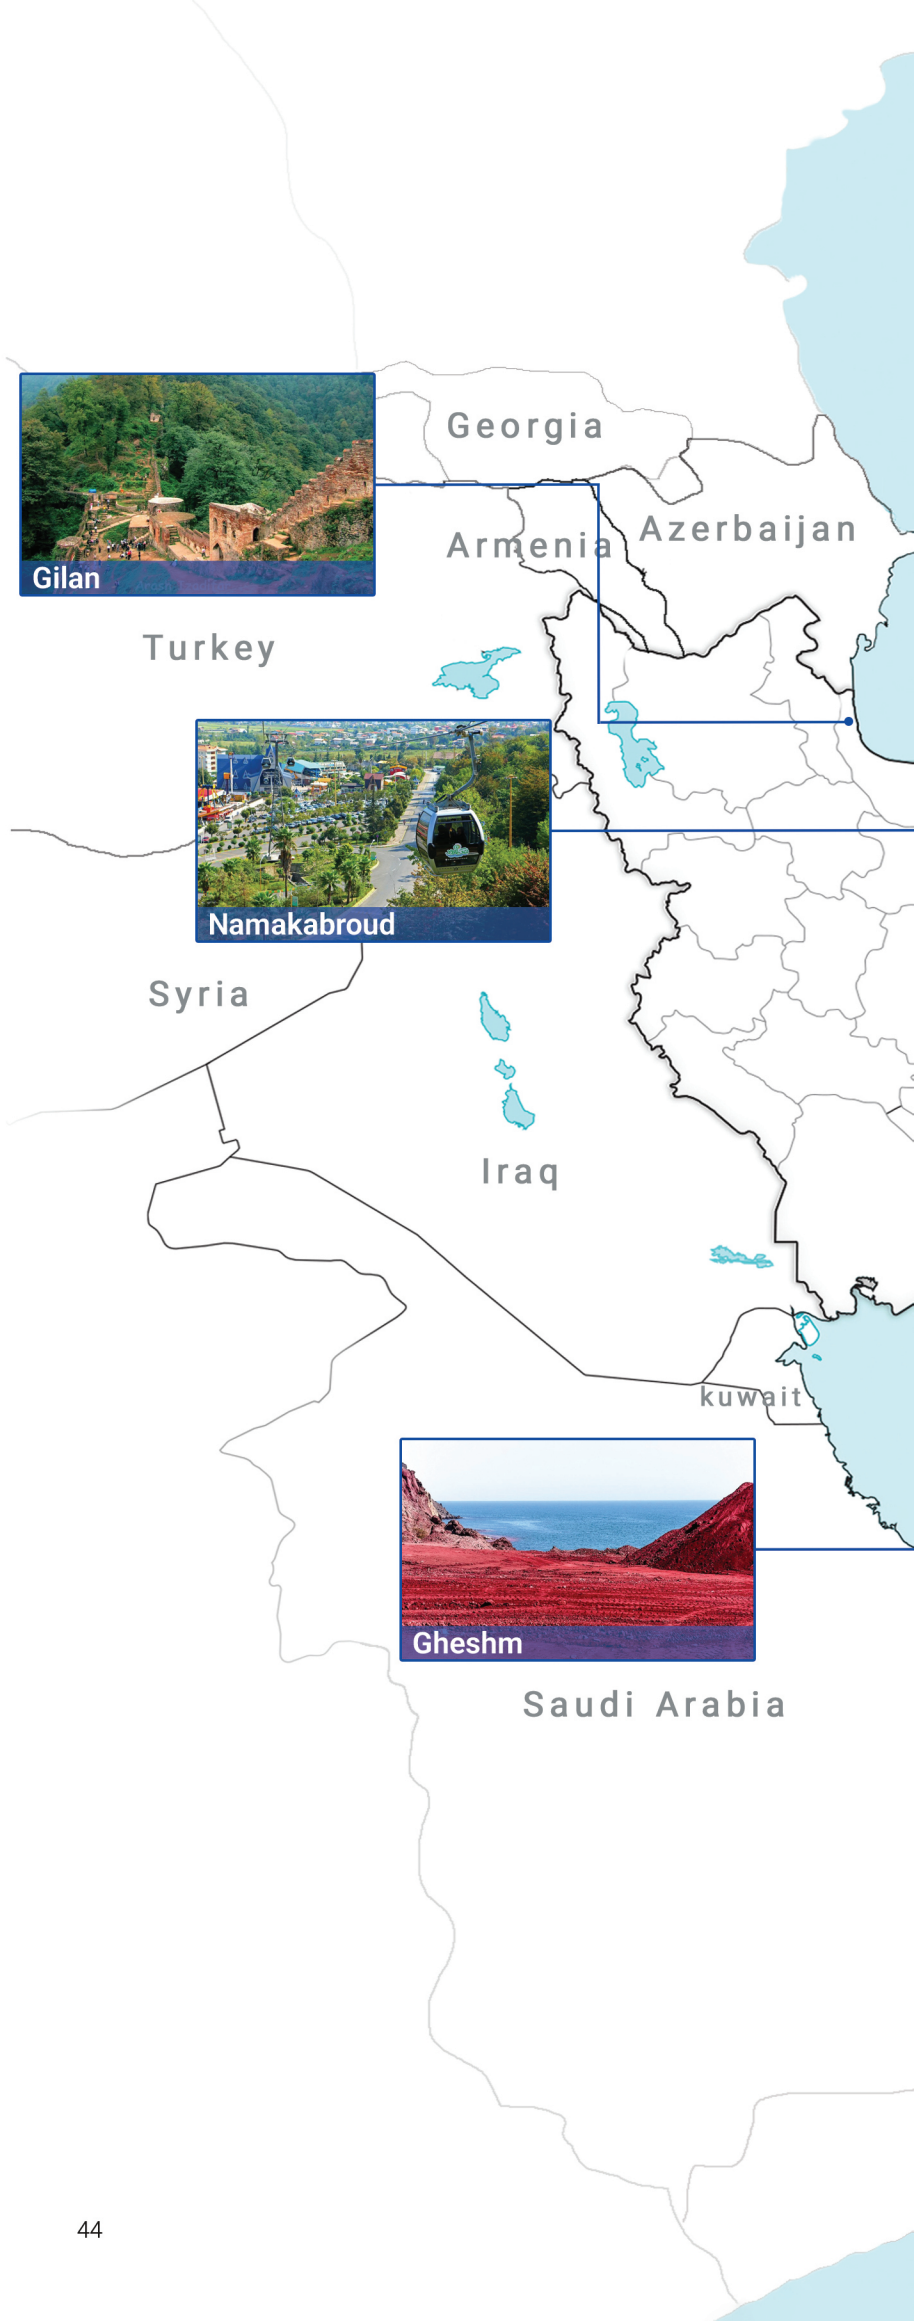 Georgia
Azerbaijan
Armenia
Gilan
Turkey
Namakabroud
Syria
Iraq
kuwait
Gheshm
Saudi Arabia
44